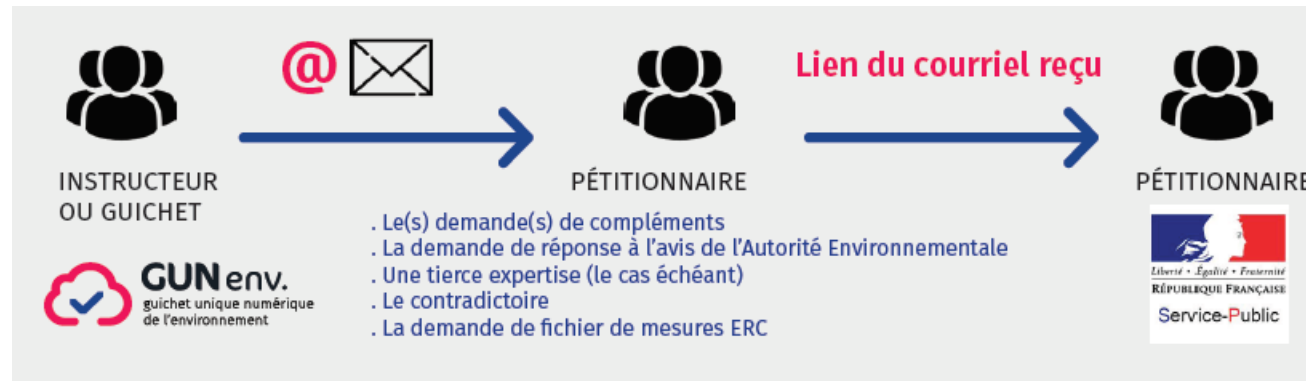 @
Lien du courriel reçu
INSTRUCTEUR
OU GUICHET
PÉTITIONNAIRE
PÉTITIONNAIRE
. Le(s) demande(s) de compléments
. La demande de réponse à l'avis de l'Autorité Environnementale
. Une tierce expertise (le cas échéant)
. Le contradictoire
. La demande de fichier de mesures ERC
GUN env.
guichet unique numérique
de l'environnement
Liberté • Égalité • Fraternité
RÉPUBLIQUE FRANÇAISE
Service-Public